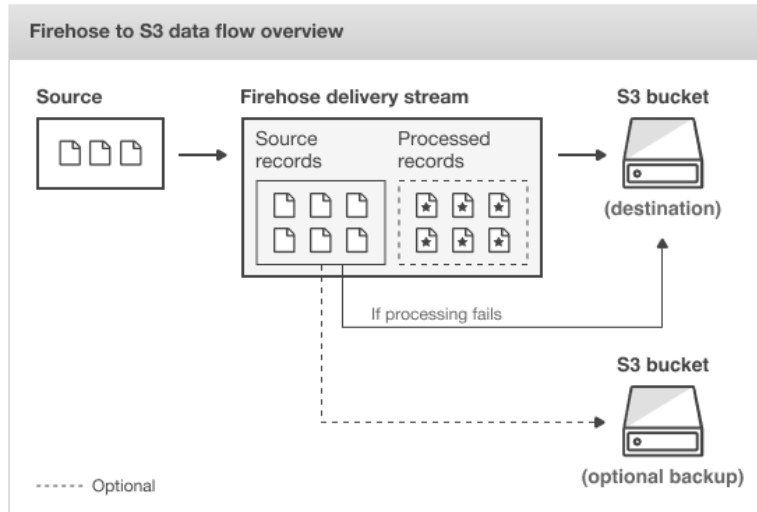 Firehose to S3 data flow overview
Source
Firehose delivery stream
S3 bucket
Source
records
Processed
records
(destination)
If processing fails
S3 bucket
(optional backup)
Optional